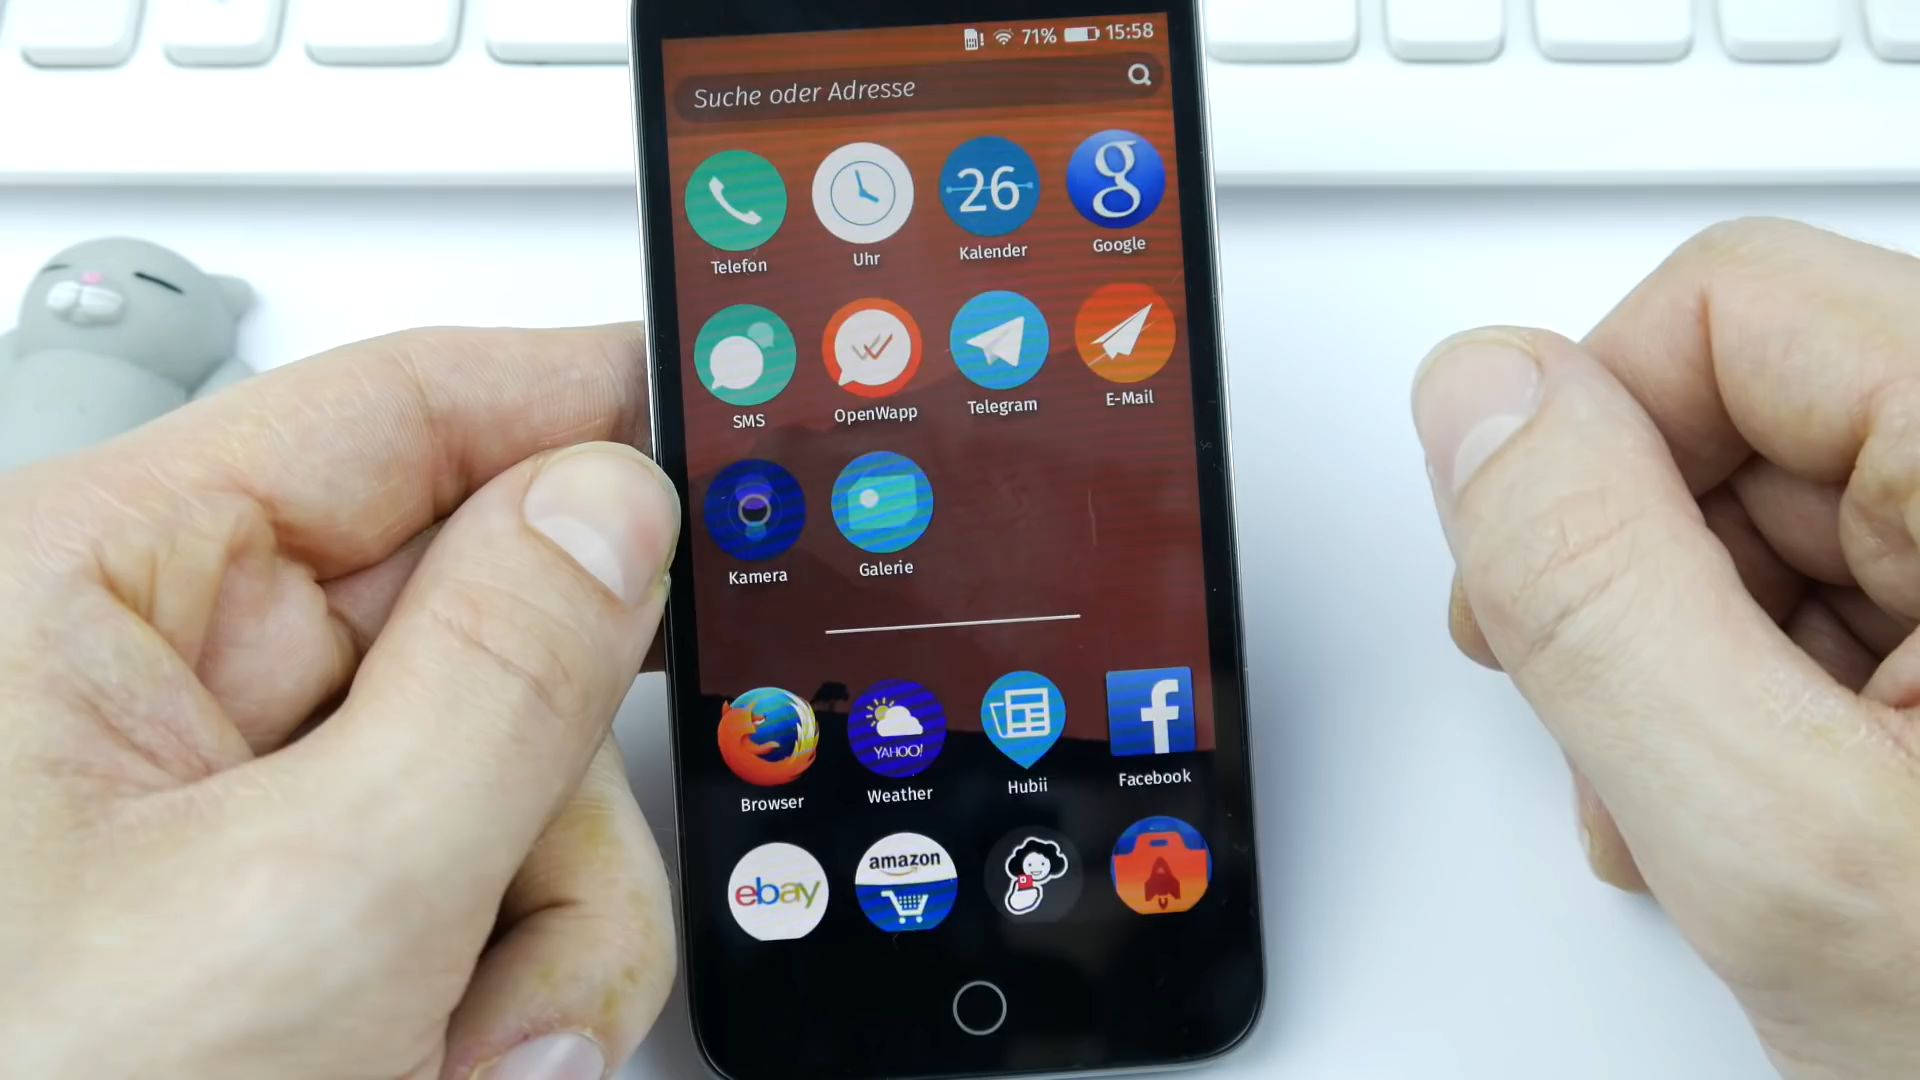 71% 15:58
Suche oder Adresse
26
g
Telefon Uhr Kalender Google
SMS OpenWapp Telegram E-Mail
Kamera Galerie
YAHOO!
f
Browser Weather Hubii Facebook
ebay amazon